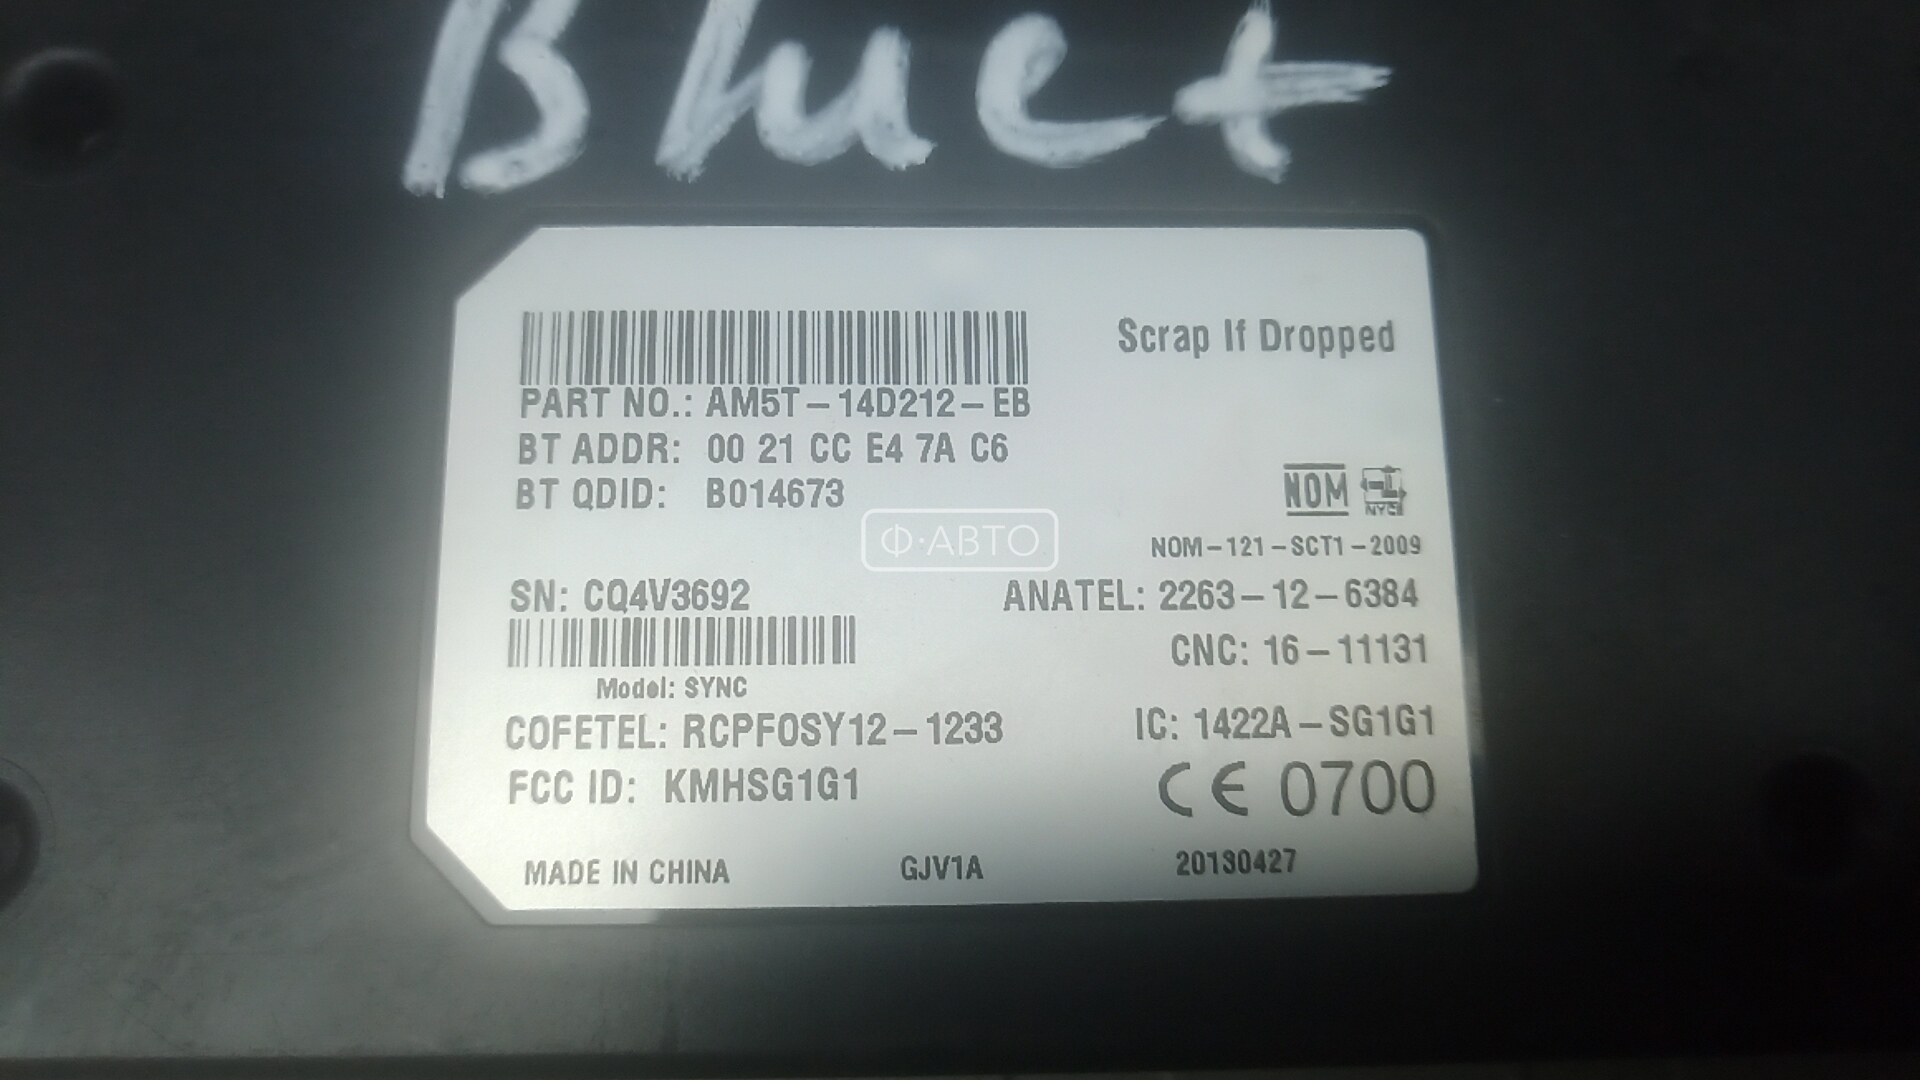 Bluet
Scrap If Dropped
PART NO.: AM5T-14D212-EB
BT ADDR: 00 21 CC E4 7A C6
BT QDID: B014673
NOM NYCE
Ф·АВТО
NOM-121-SCT1-2009
SN: CQ4V3692
ANATEL: 2263-12-6384
CNC: 16-11131
Model: SYNC
COFETEL: RCPFOSY12-1233
IC: 1422A-SG1G1
FCC ID: KMHSG1G1
CE 0700
MADE IN CHINA GJV1A 20130427